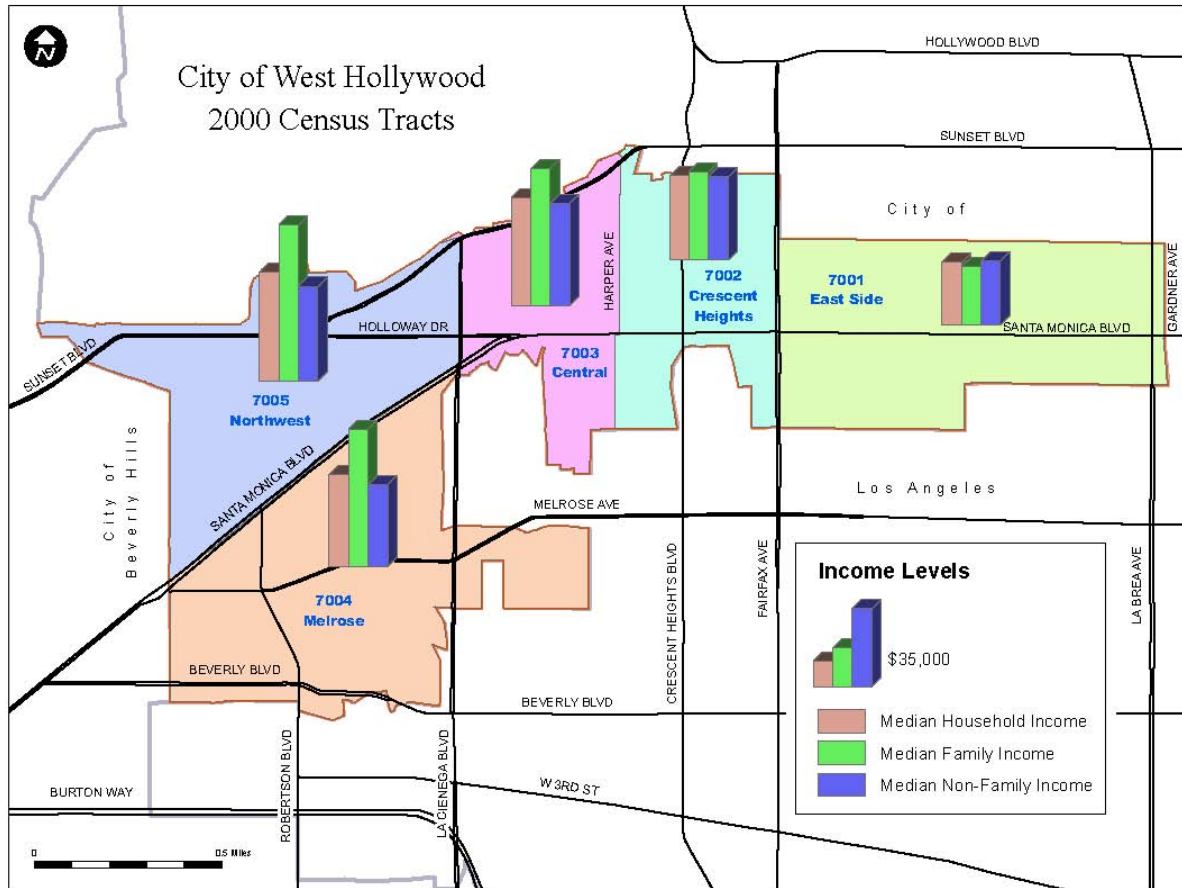 N
City of West Hollywood
2000 Census Tracts
HOLLYWOOD BLVD
SUNSET BLVD
City of
HARPER AVE
7002
Crescent
Heights
7001
East Side
GARDNER AVE
HOLLOWAY DR
SANTA MONICA BLVD
SUNSET BLVD
7003
Central
7005
Northwest
City of
Beverly Hills
SANTA MONICA BLVD
Los Angeles
MELROSE AVE
CRESCENT HEIGHTS BLVD
FAIRFAX AVE
LA BREA AVE
7004
Melrose
BEVERLY BLVD
BEVERLY BLVD
ROBERTSON BLVD
LA CIENEGA BLVD
BURTON WAY
W 3RD ST
Income Levels
$35,000
Median Household Income
Median Family Income
Median Non-Family Income
0 0.5 Miles